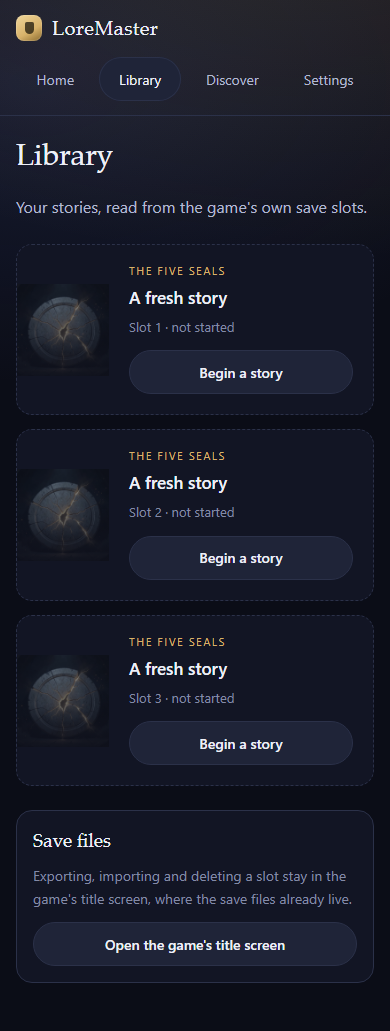 LoreMaster
Home Library Discover Settings
Library
Your stories, read from the game's own save slots.
THE FIVE SEALS
A fresh story
Slot 1 · not started
Begin a story
THE FIVE SEALS
A fresh story
Slot 2 · not started
Begin a story
THE FIVE SEALS
A fresh story
Slot 3 · not started
Begin a story
Save files
Exporting, importing and deleting a slot stay in the
game's title screen, where the save files already live.
Open the game's title screen